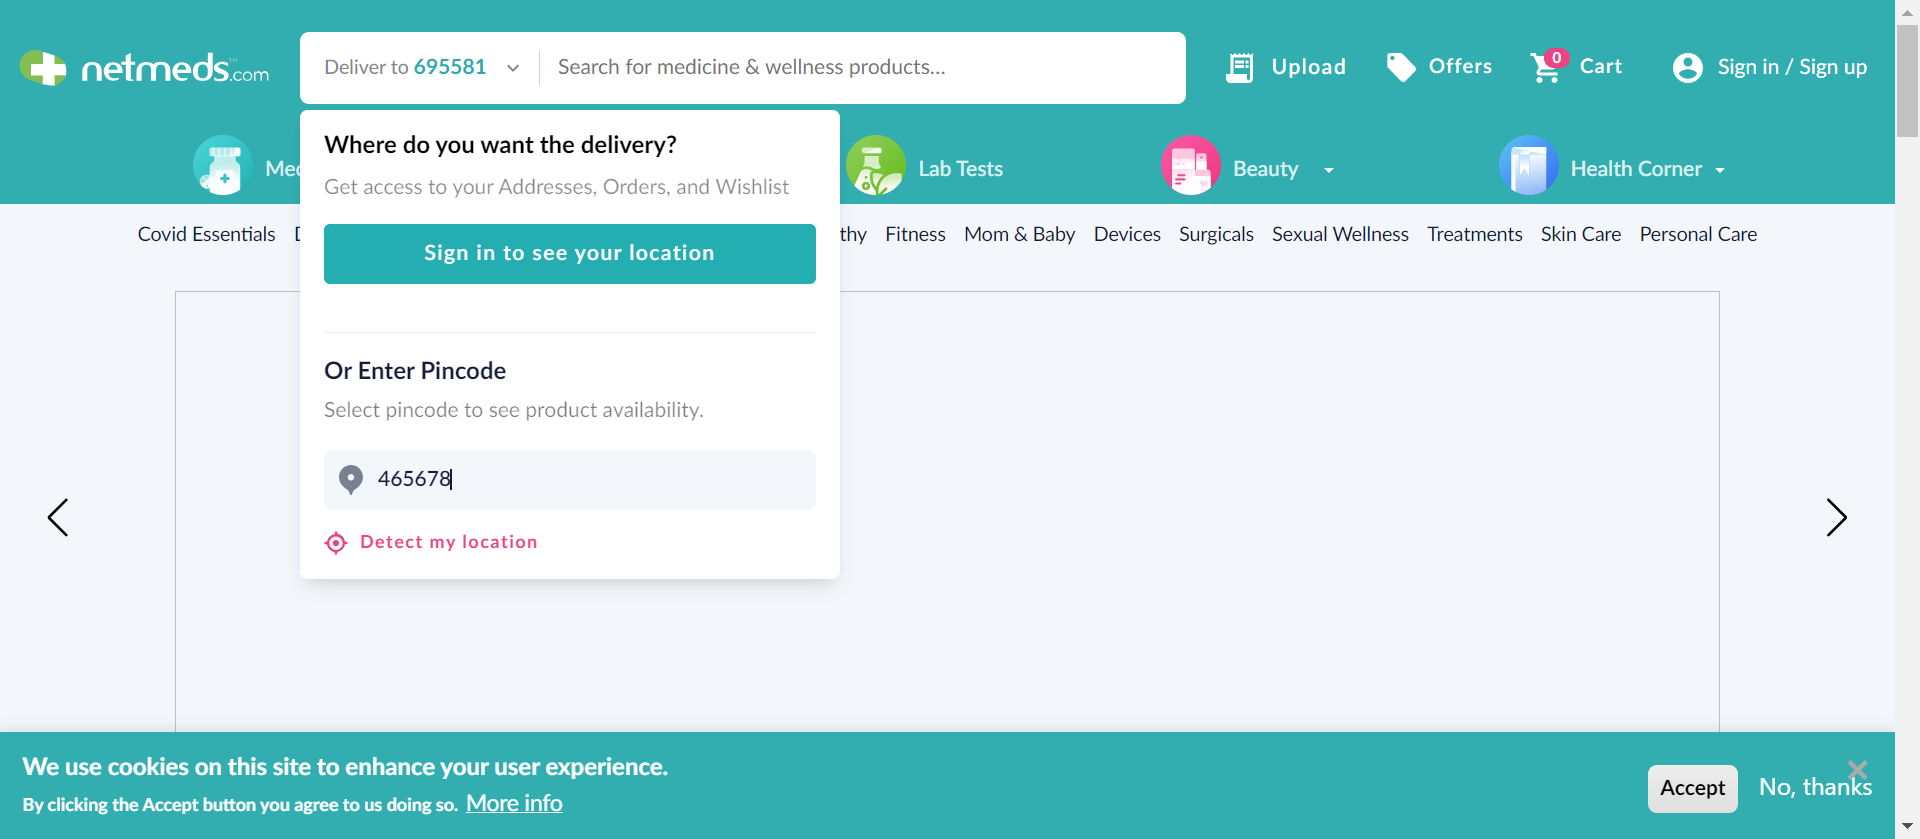 netmeds.com
Deliver to 695581
Search for medicine & wellness products...
Upload
Offers
0
Cart
Sign in / Sign up
Lab Tests
Beauty
Health Corner
Covid Essentials
thy
Fitness
Mom & Baby
Devices
Surgicals
Sexual Wellness
Treatments
Skin Care
Personal Care
Where do you want the delivery?
Get access to your Addresses, Orders, and Wishlist
Sign in to see your location
Or Enter Pincode
Select pincode to see product availability.
465678
Detect my location
We use cookies on this site to enhance your user experience.
By clicking the Accept button you agree to us doing so. More info
Accept
No, thanks